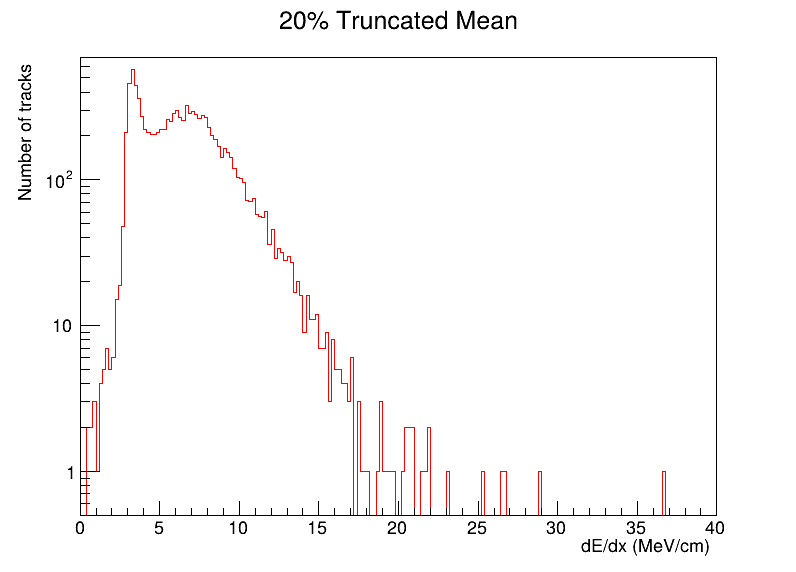 20% Truncated Mean
Number of tracks
10²
10
1
0 5 10 15 20 25 30 35 40
dE/dx (MeV/cm)